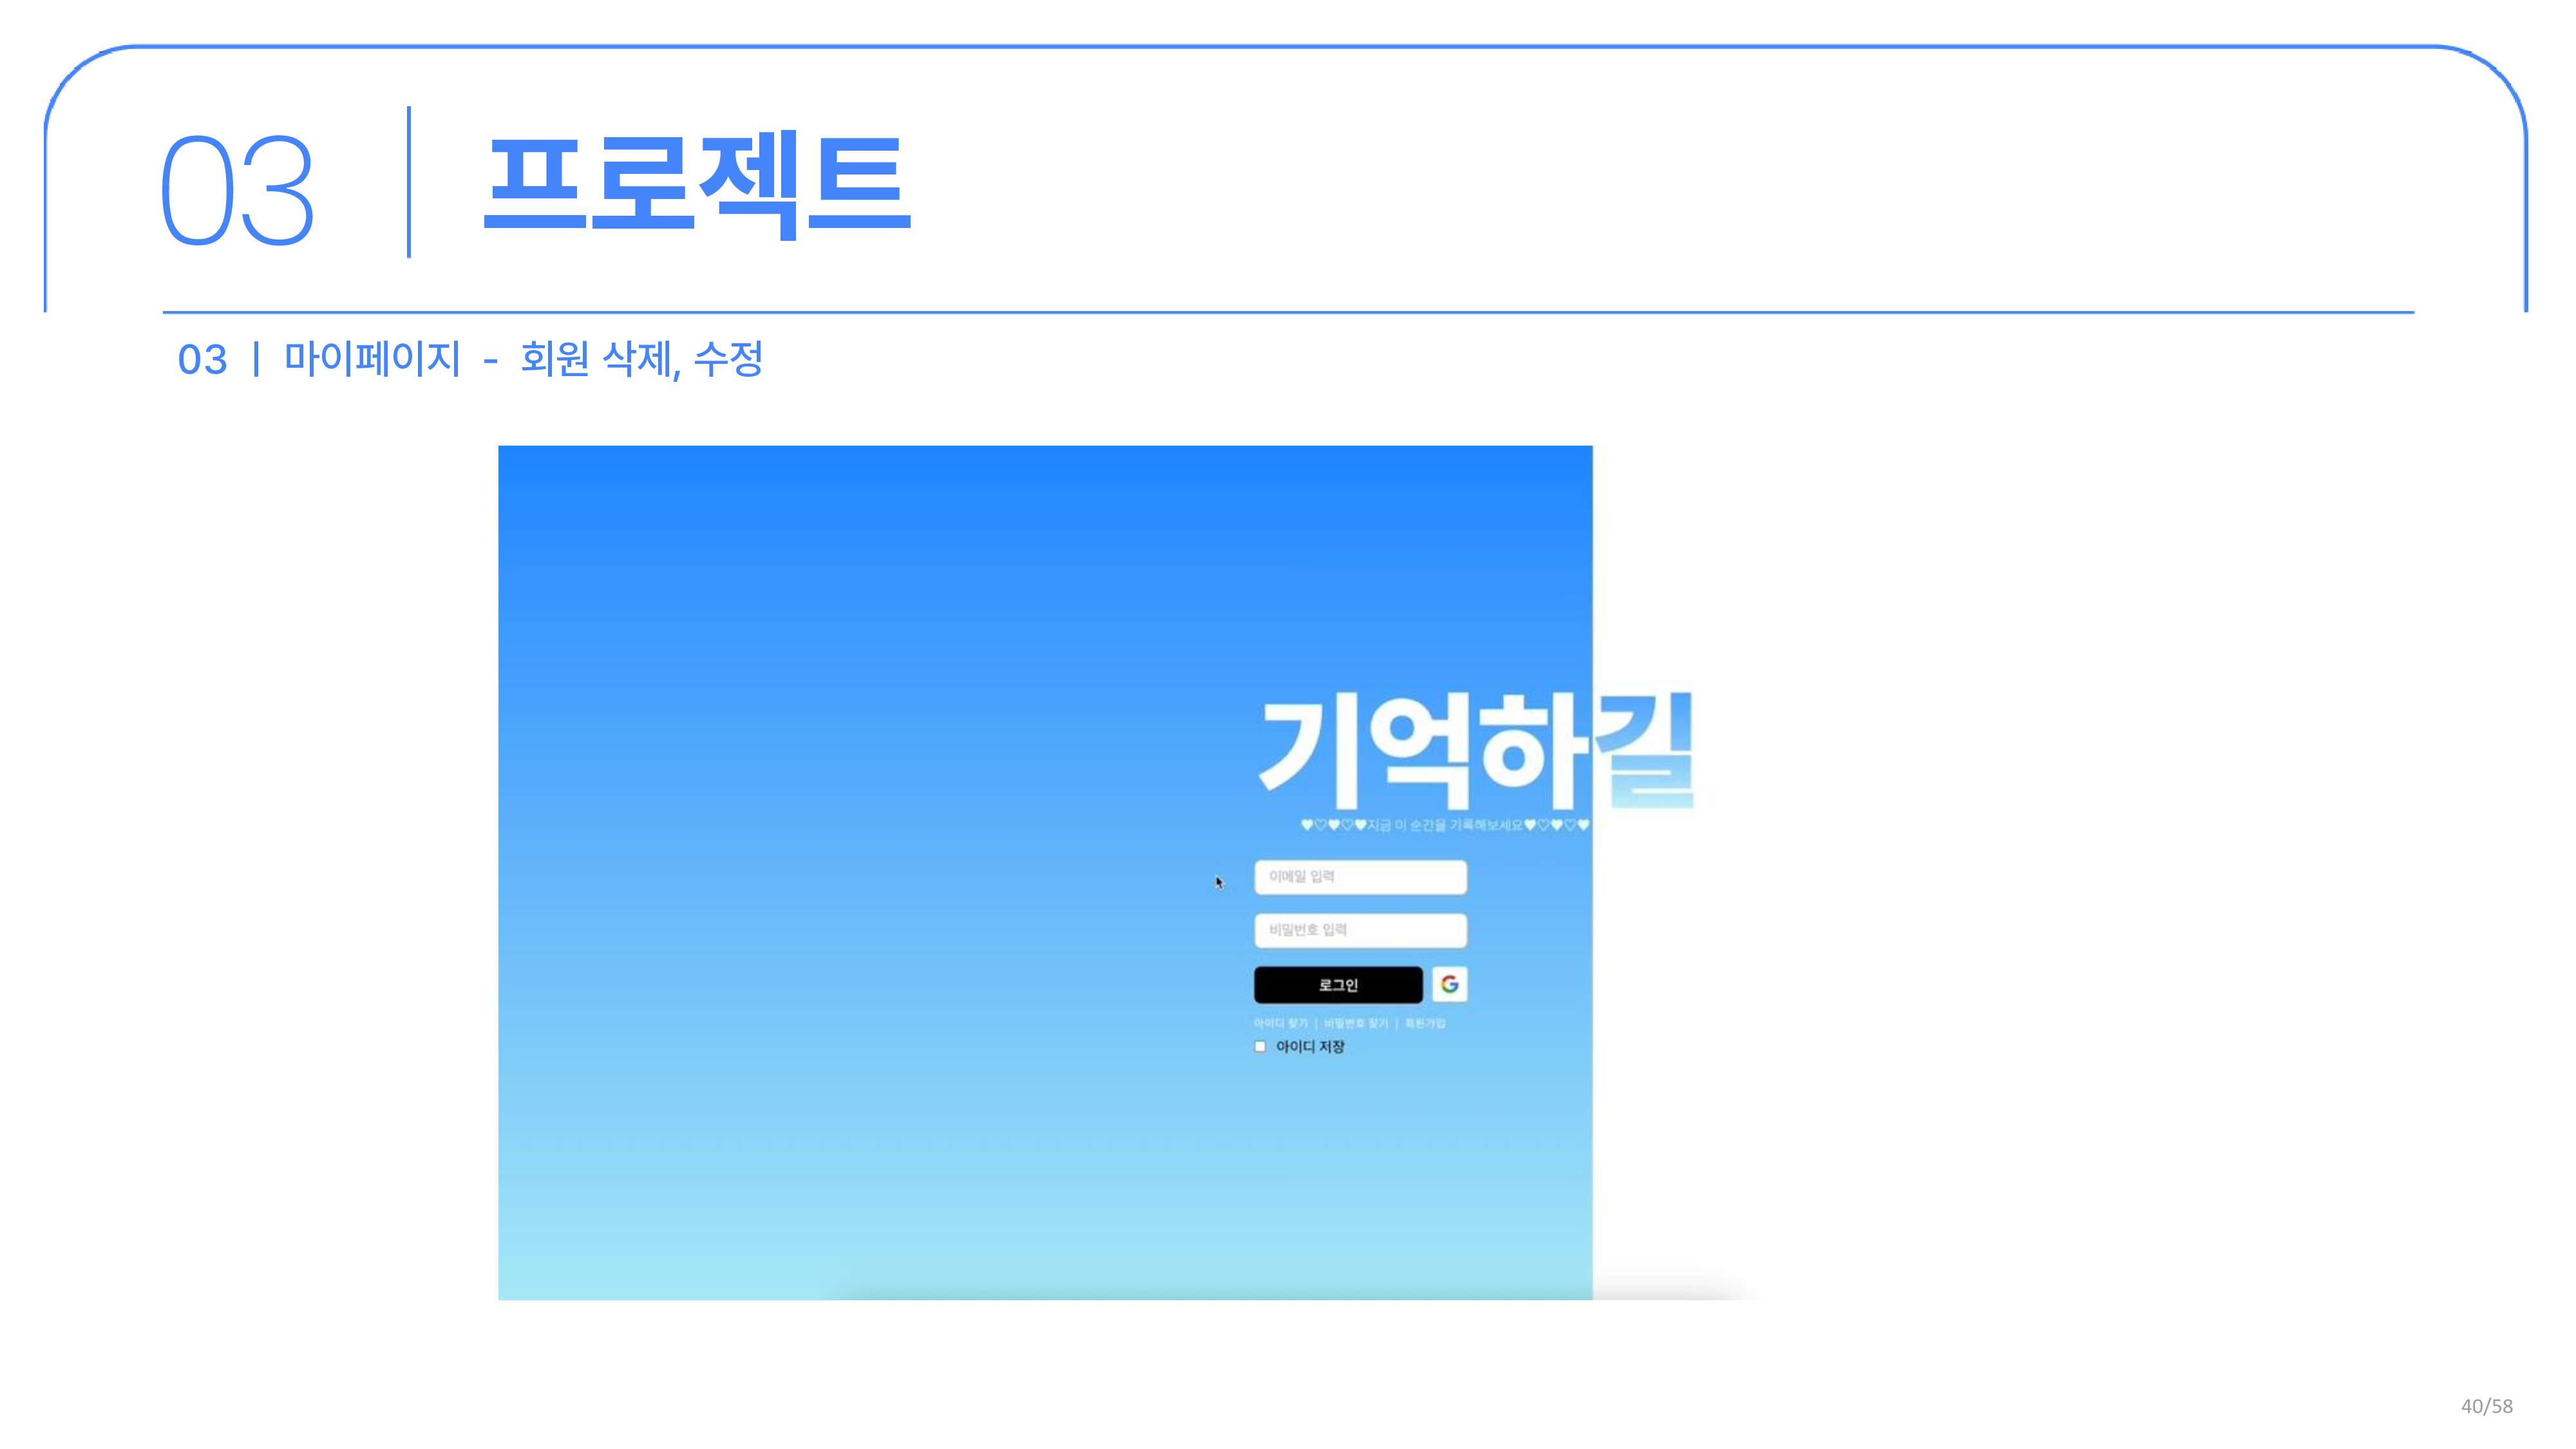 03 프로젝트
03 | 마이페이지 - 회원 삭제, 수정
기억하길
♥♡♥♡♥지금 이 순간을 기록해보세요♥♡♥♡♥
이메일 입력
비밀번호 입력
로그인 G
아이디 찾기 | 비밀번호 찾기 | 회원가입
아이디 저장
40/58